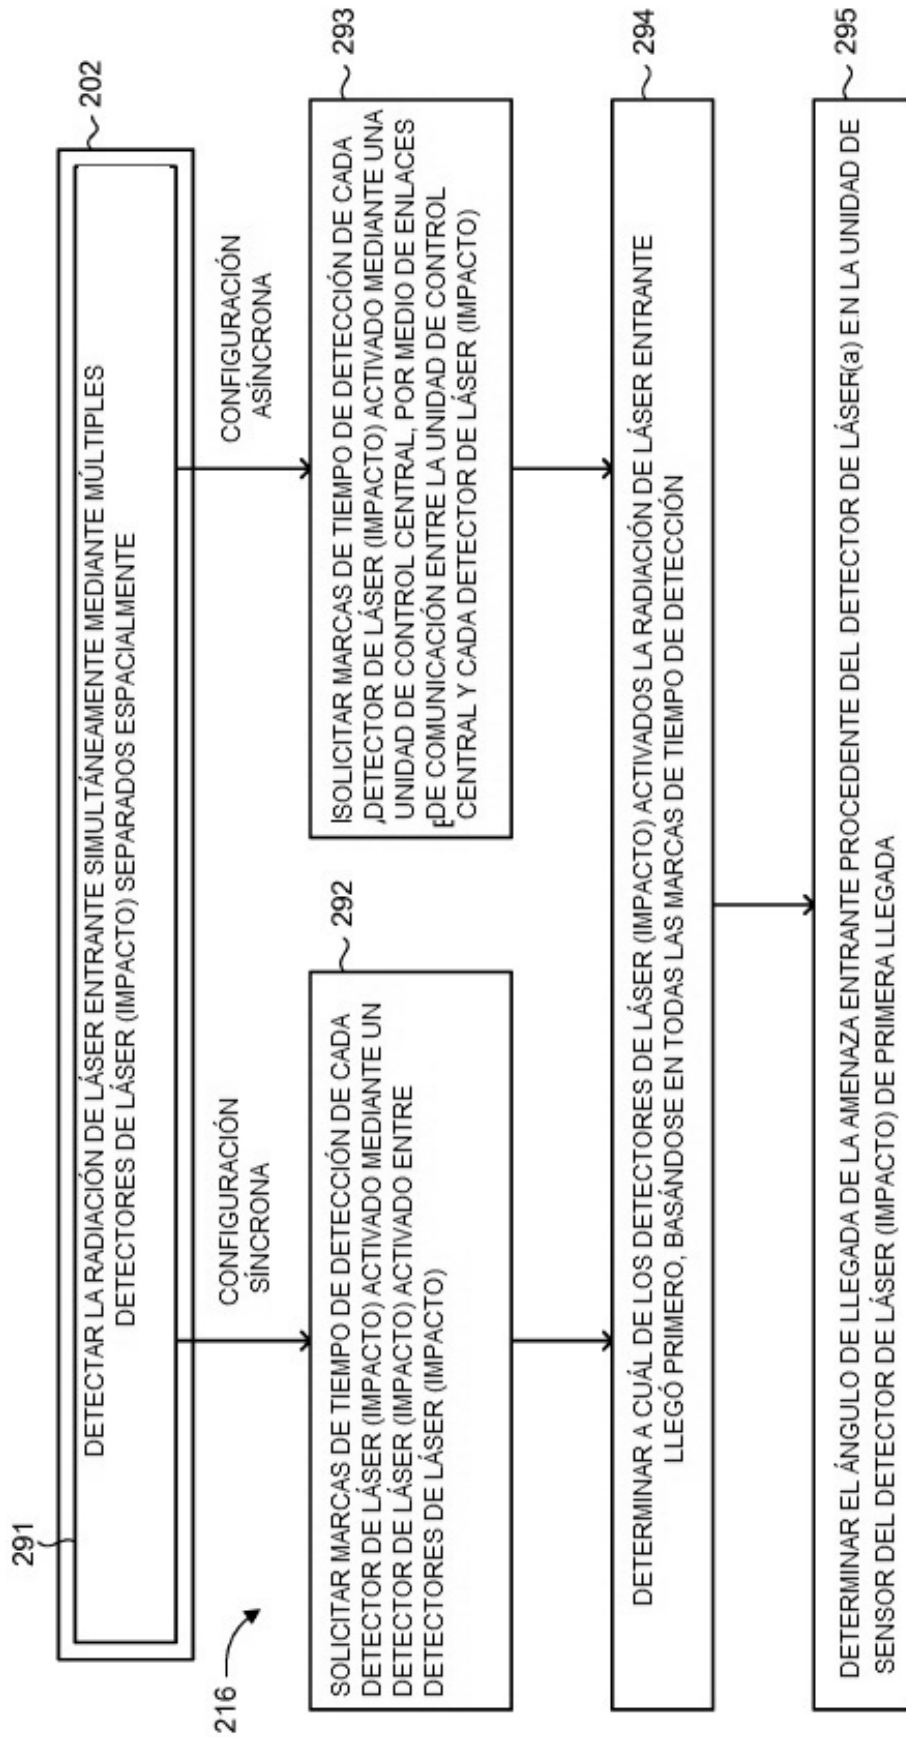 202
291
DETECTAR LA RADIACIÓN DE LÁSER ENTRANTE SIMULTÁNEAMENTE MEDIANTE MÚLTIPLES
DETECTORES DE LÁSER (IMPACTO) SEPARADOS ESPACIALMENTE
216
CONFIGURACIÓN
SÍNCRONA
CONFIGURACIÓN
ASÍNCRONA
292
SOLICITAR MARCAS DE TIEMPO DE DETECCIÓN DE CADA
DETECTOR DE LÁSER (IMPACTO) ACTIVADO MEDIANTE UN
DETECTOR DE LÁSER (IMPACTO) ACTIVADO ENTRE
DETECTORES DE LÁSER (IMPACTO)
293
SOLICITAR MARCAS DE TIEMPO DE DETECCIÓN DE CADA
DETECTOR DE LÁSER (IMPACTO) ACTIVADO MEDIANTE UNA
UNIDAD DE CONTROL CENTRAL, POR MEDIO DE ENLACES
DE COMUNICACIÓN ENTRE LA UNIDAD DE CONTROL
CENTRAL Y CADA DETECTOR DE LÁSER (IMPACTO)
294
DETERMINAR A CUÁL DE LOS DETECTORES DE LÁSER (IMPACTO) ACTIVADOS LA RADIACIÓN DE LÁSER ENTRANTE
LLEGÓ PRIMERO, BASÁNDOSE EN TODAS LAS MARCAS DE TIEMPO DE DETECCIÓN
295
DETERMINAR EL ÁNGULO DE LLEGADA DE LA AMENAZA ENTRANTE PROCEDENTE DEL DETECTOR DE LÁSER(a) EN LA UNIDAD DE
SENSOR DEL DETECTOR DE LÁSER (IMPACTO) DE PRIMERA LLEGADA